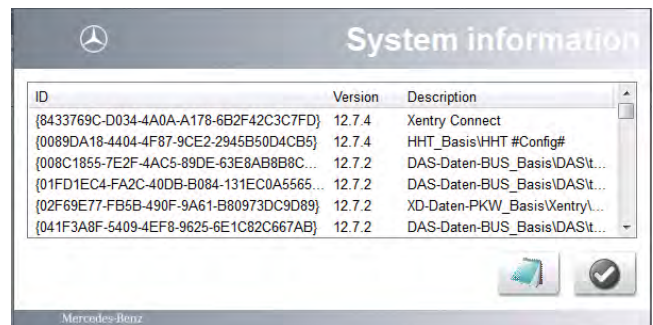 System information
ID Version Description
{8433769C-D034-4A0A-A178-6B2F42C3C7FD} 12.7.4 Xentry Connect
{0089DA18-4404-4F87-9CE2-2945B50D4CB5} 12.7.4 HHT_Basis\HHT #Config#
{008C1855-7E2F-4AC5-89DE-63E8AB8B8C... 12.7.2 DAS-Daten-BUS_Basis\DAS\t...
{01FD1EC4-FA2C-40DB-B084-131EC0A5565... 12.7.2 DAS-Daten-BUS_Basis\DAS\t...
{02F69E77-FB5B-490F-9A61-B80973DC9D89} 12.7.2 XD-Daten-PKW_Basis\Xentry\...
{041F3A8F-5409-4EF8-9625-6E1C82C667AB} 12.7.2 DAS-Daten-BUS_Basis\DAS\t...
Mercedes-Benz